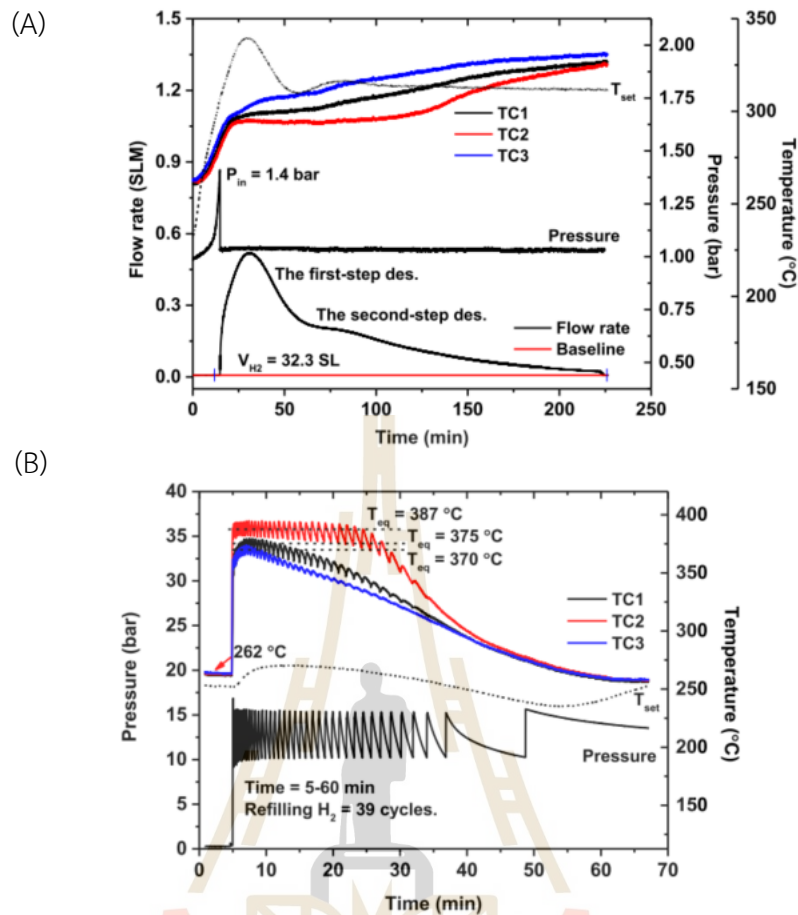 (A)
Flow rate (SLM)
1.5
1.2
0.9
0.6
0.3
0.0
T_set
TC1
TC2
TC3
P_in = 1.4 bar
Pressure
The first-step des.
The second-step des.
Flow rate
Baseline
V_H2 = 32.3 SL
2.00
1.75
1.50
1.25
1.00
0.75
0.50
Pressure (bar)
350
300
250
200
150
Temperature (°C)
0 50 100 150 200 250
Time (min)
(B)
Pressure (bar)
40
35
30
25
20
15
10
5
0
T_eq = 387 °C
T_eq = 375 °C
T_eq = 370 °C
TC1
TC2
TC3
262 °C
T_set
Pressure
Time = 5-60 min
Refilling H₂ = 39 cycles.
400
350
300
250
200
150
Temperature (°C)
0 10 20 30 40 50 60 70
Time (min)